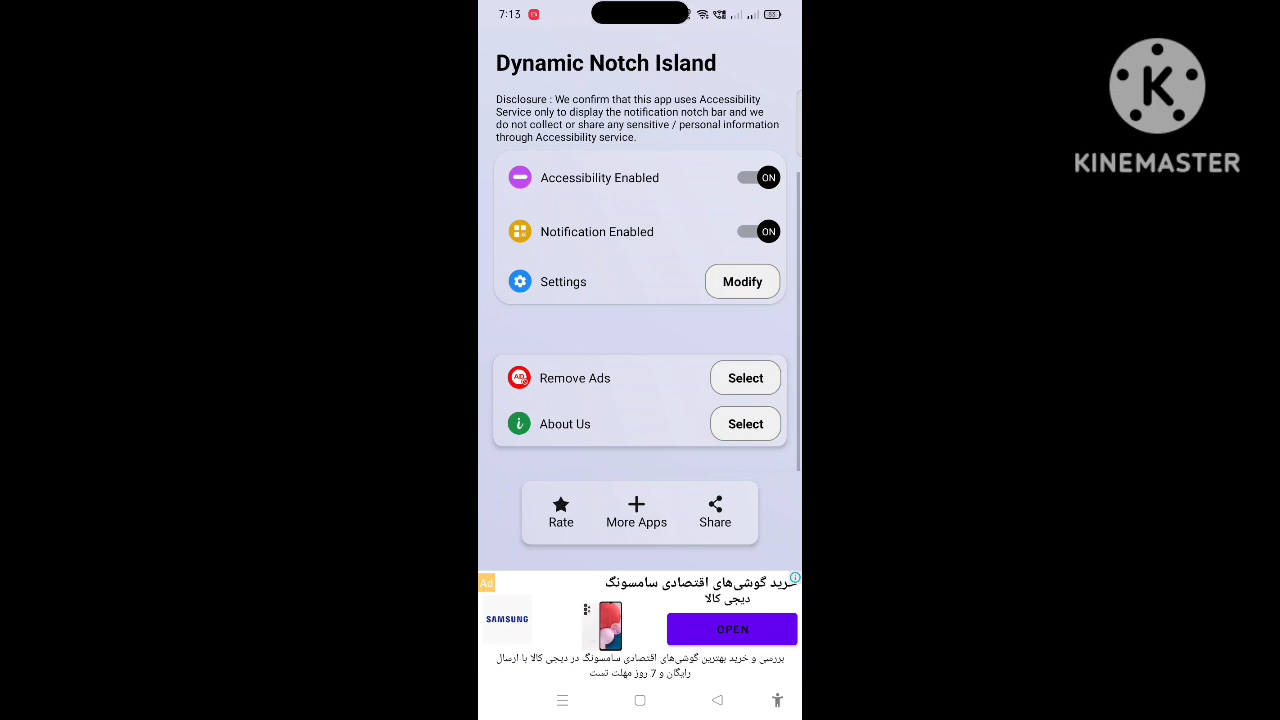 7:13
53
Dynamic Notch Island
Disclosure : We confirm that this app uses Accessibility
Service only to display the notification notch bar and we
do not collect or share any sensitive / personal information
through Accessibility service.
Accessibility Enabled
ON
Notification Enabled
ON
Settings
Modify
AD
Remove Ads
Select
About Us
Select
Rate
More Apps
Share
Ad
خرید گوشی‌های اقتصادی سامسونگ
دیجی کالا
SAMSUNG
OPEN
بررسی و خرید بهترین گوشی‌های اقتصادی سامسونگ در دیجی کالا با ارسال
رایگان و 7 روز مهلت تست
K
KINEMASTER